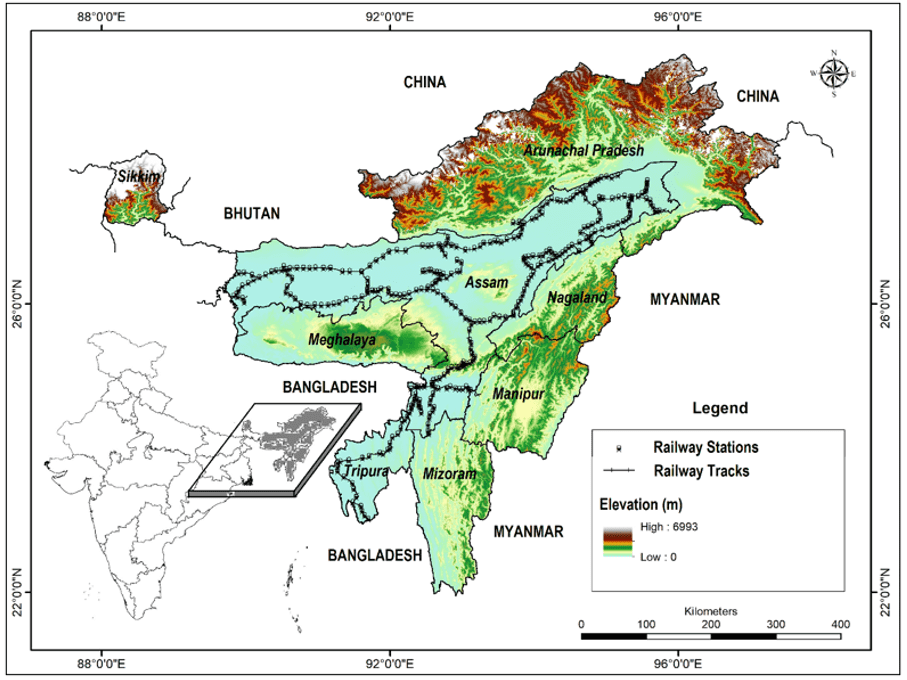 88°0'0"E 92°0'0"E 96°0'0"E
N
W E
S
CHINA
CHINA
Arunachal Pradesh
Sikkim
BHUTAN
26°0'0"N
26°0'0"N
Assam
Nagaland
MYANMAR
Meghalaya
BANGLADESH
Manipur
Legend
Railway Stations
Railway Tracks
Tripura
Mizoram
Elevation (m)
High : 6993
Low : 0
MYANMAR
BANGLADESH
22°0'0"N
22°0'0"N
Kilometers
0 100 200 300 400
88°0'0"E 92°0'0"E 96°0'0"E